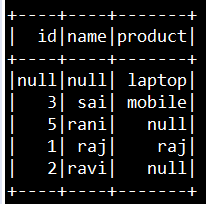 +----+----+-------+
|  id|name|product|
+----+----+-------+
|null|null| laptop|
|   3| sai| mobile|
|   5|rani|   null|
|   1| raj|    raj|
|   2|ravi|   null|
+----+----+-------+